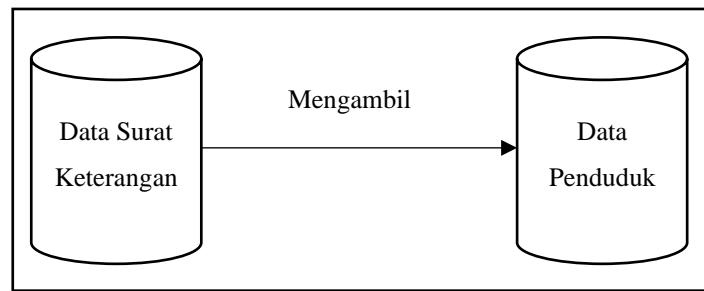 Mengambil
Data Surat
Keterangan
Data
Penduduk